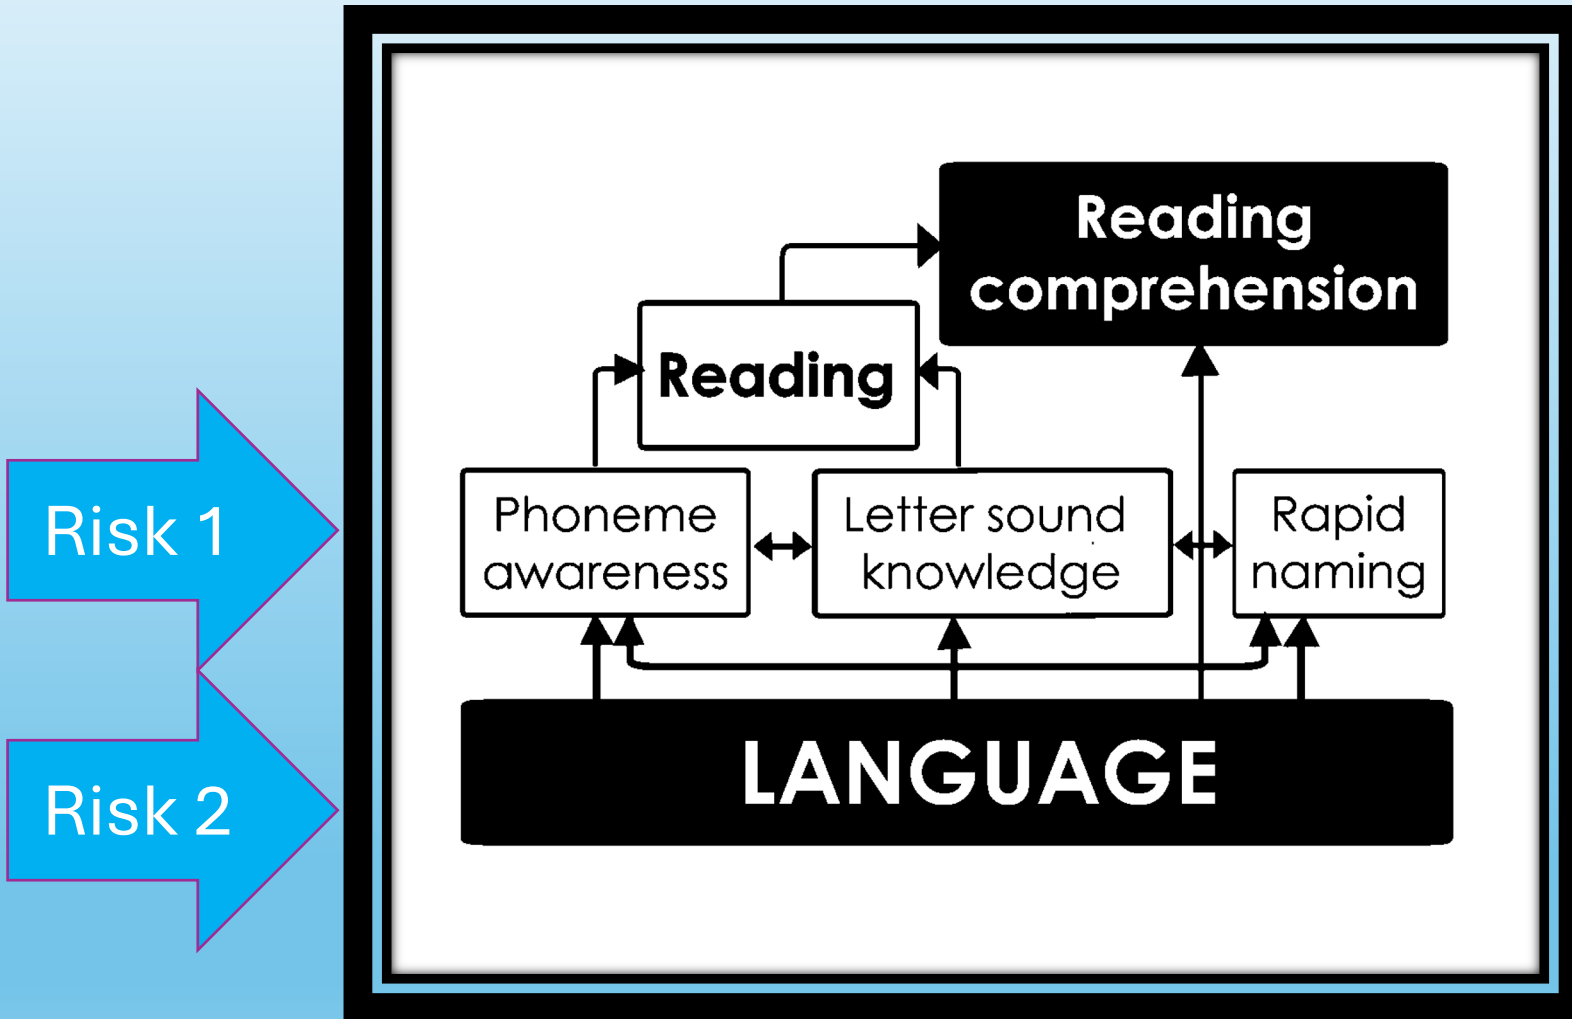 Reading
comprehension
Reading
Risk 1
Phoneme
awareness
Letter sound
knowledge
Rapid
naming
Risk 2
LANGUAGE